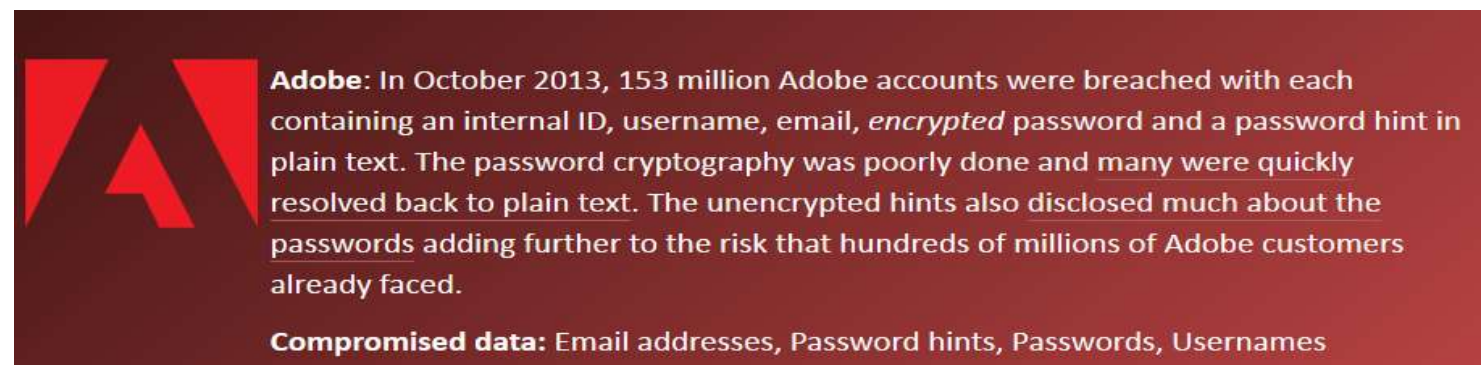 Adobe: In October 2013, 153 million Adobe accounts were breached with each
containing an internal ID, username, email, encrypted password and a password hint in
plain text. The password cryptography was poorly done and many were quickly
resolved back to plain text. The unencrypted hints also disclosed much about the
passwords adding further to the risk that hundreds of millions of Adobe customers
already faced.
Compromised data: Email addresses, Password hints, Passwords, Usernames